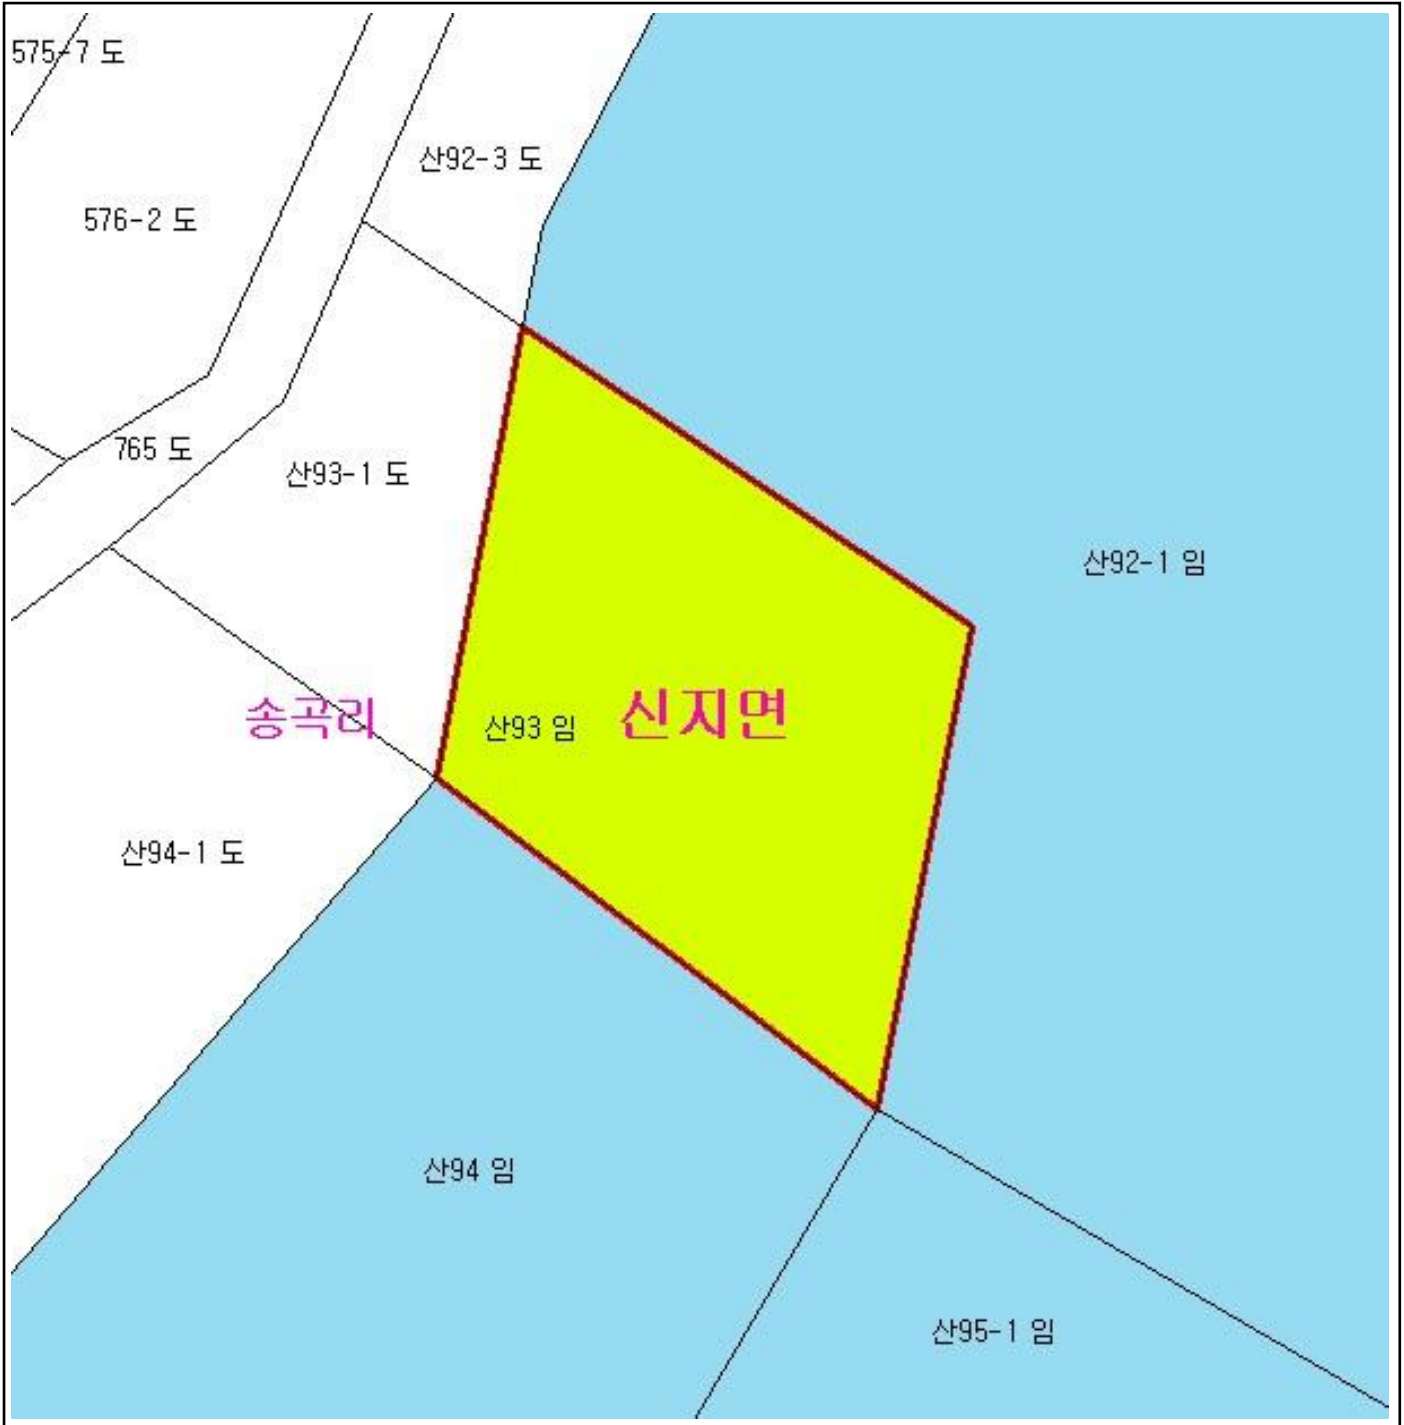 575-7 도
산92-3 도
576-2 도
765 도
산93-1 도
산92-1 임
송곡리
산93 임
신지면
산94-1 도
산94 임
산95-1 임